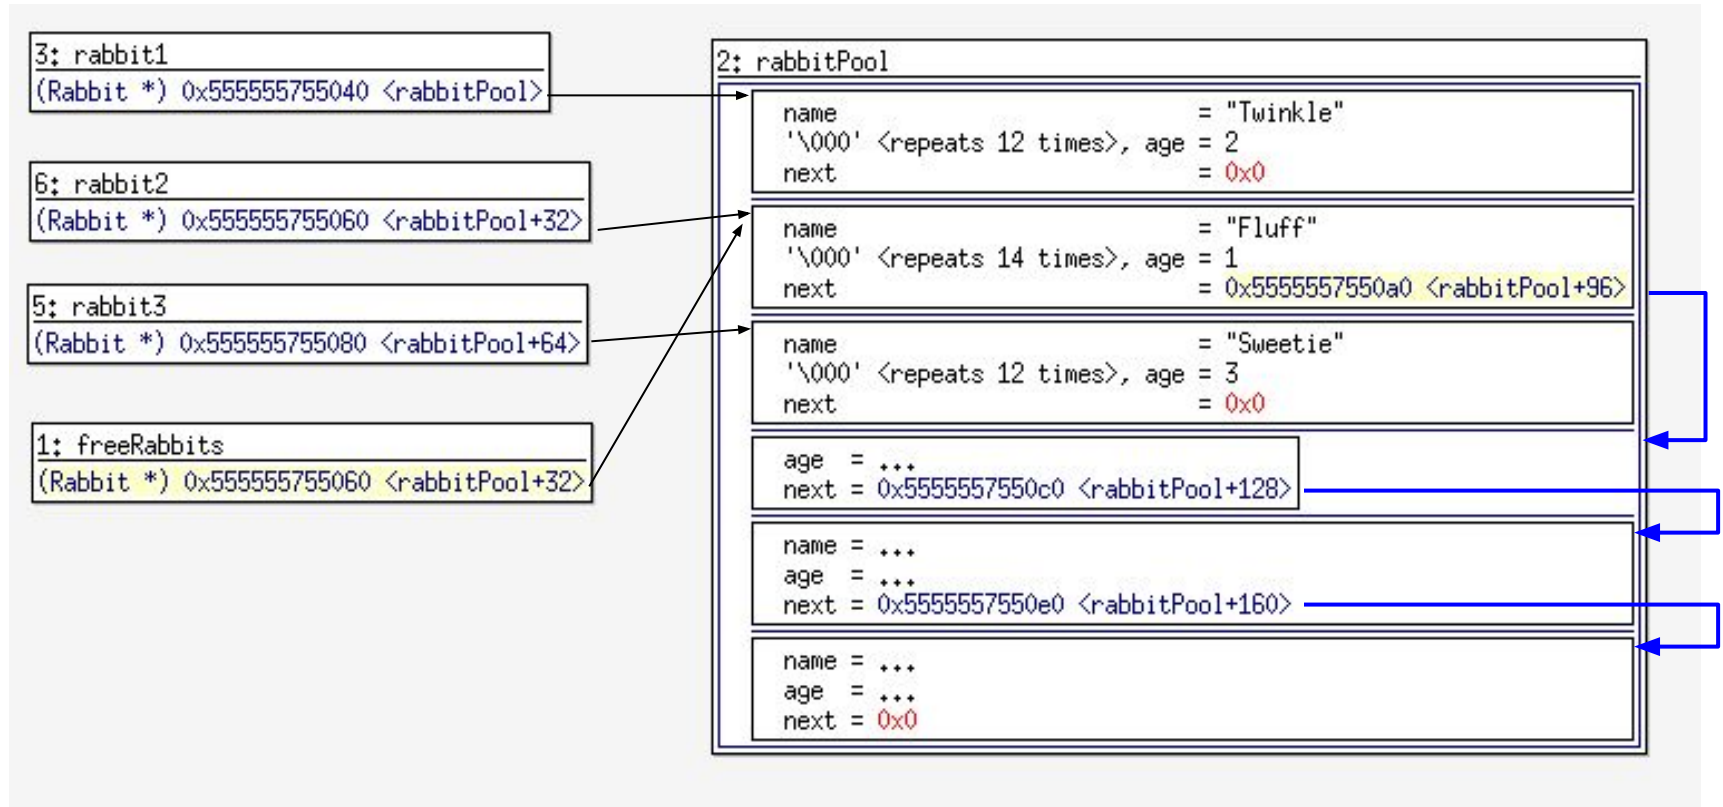 3: rabbit1
(Rabbit *) 0x555555755040 <rabbitPool>
6: rabbit2
(Rabbit *) 0x555555755060 <rabbitPool+32>
5: rabbit3
(Rabbit *) 0x555555755080 <rabbitPool+64>
1: freeRabbits
(Rabbit *) 0x555555755060 <rabbitPool+32>
2: rabbitPool
name = "Twinkle"
'\000' <repeats 12 times>, age = 2
next = 0x0
name = "Fluff"
'\000' <repeats 14 times>, age = 1
next = 0x5555557550a0 <rabbitPool+96>
name = "Sweetie"
'\000' <repeats 12 times>, age = 3
next = 0x0
age = ...
next = 0x5555557550c0 <rabbitPool+128>
name = ...
age = ...
next = 0x5555557550e0 <rabbitPool+160>
name = ...
age = ...
next = 0x0